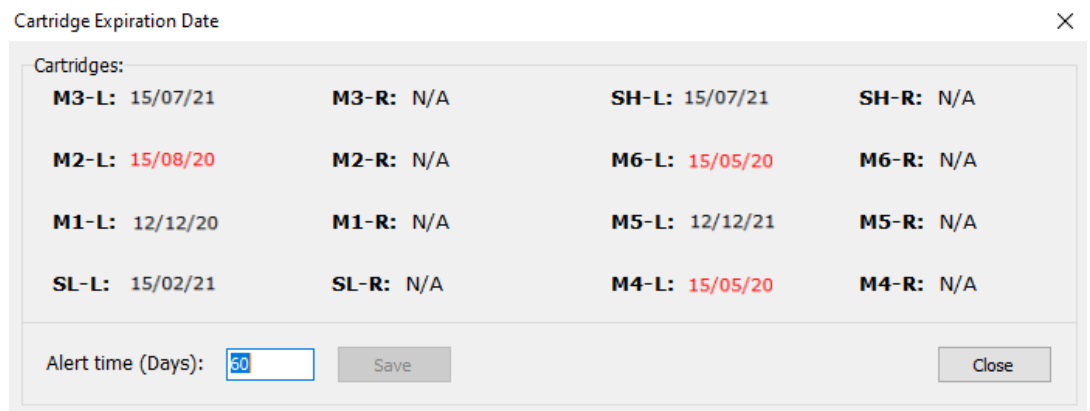 Cartridge Expiration Date
Cartridges:
M3-L: 15/07/21 M3-R: N/A SH-L: 15/07/21 SH-R: N/A
M2-L: 15/08/20 M2-R: N/A M6-L: 15/05/20 M6-R: N/A
M1-L: 12/12/20 M1-R: N/A M5-L: 12/12/21 M5-R: N/A
SL-L: 15/02/21 SL-R: N/A M4-L: 15/05/20 M4-R: N/A
Alert time (Days): 60 Save Close